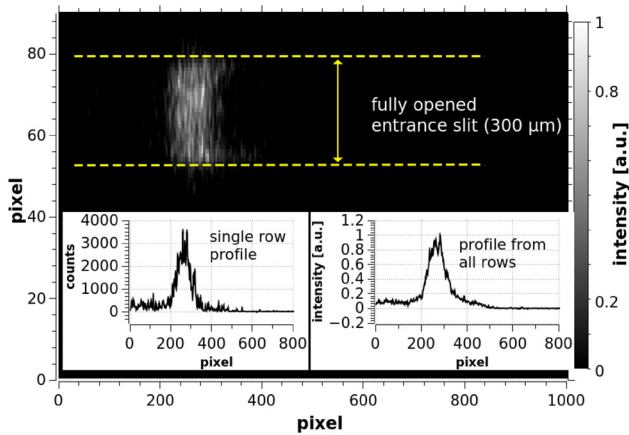 80
60
40
20
0
pixel
0
200
400
600
800
1000
pixel
fully opened
entrance slit (300 μm)
1
0.8
0.2
0
intensity [a.u.]
4000
3000
2000
1000
0
counts
single row
profile
0
200
400
600
800
pixel
1.2
1
0.8
0.6
0.4
0.2
0
−0.2
intensity [a.u.]
profile from
all rows
0
200
400
600
800
pixel